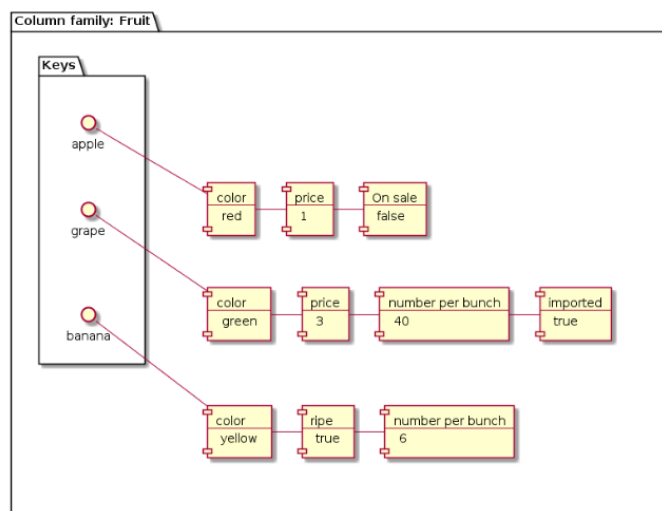 Column family: Fruit
Keys
apple
color
red
price
1
On sale
false
grape
color
green
price
3
number per bunch
40
imported
true
banana
color
yellow
ripe
true
number per bunch
6